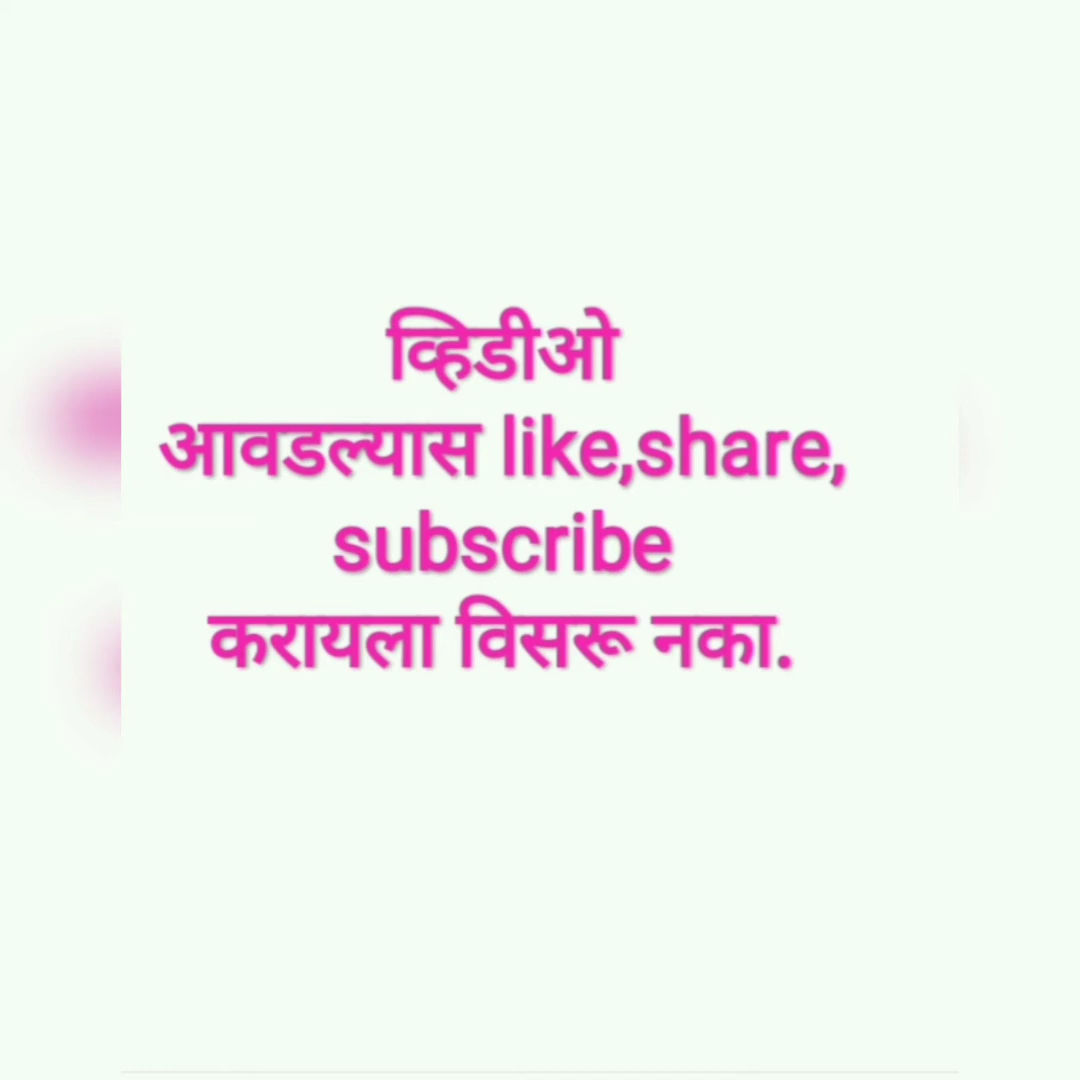 व्हिडीओ
आवडल्यास like,share,
subscribe
करायला विसरू नका.